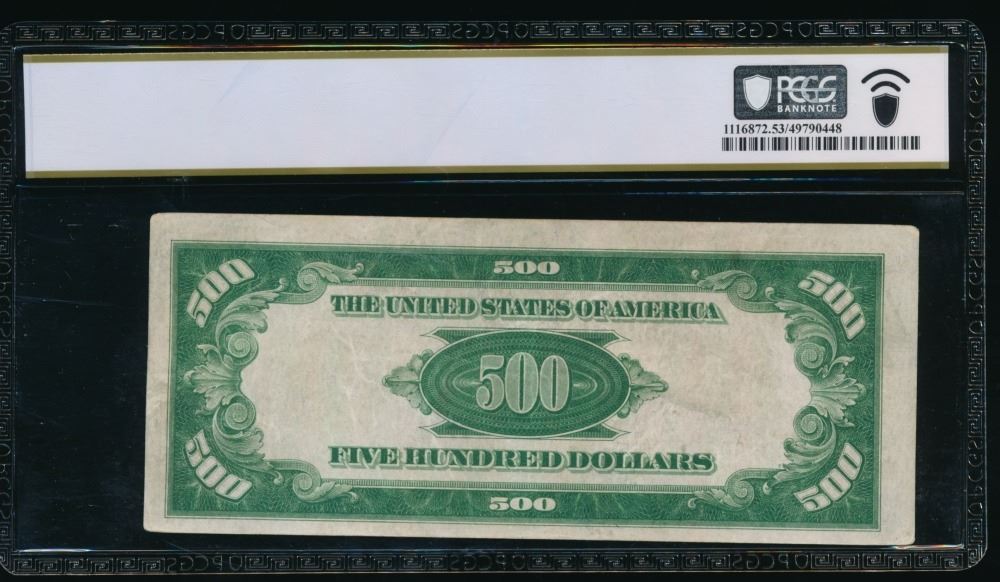 PCGS
BANKNOTE
1116872.53/49790448
500
500 500
THE UNITED STATES OF AMERICA
500
FIVE HUNDRED DOLLARS
500 500
500